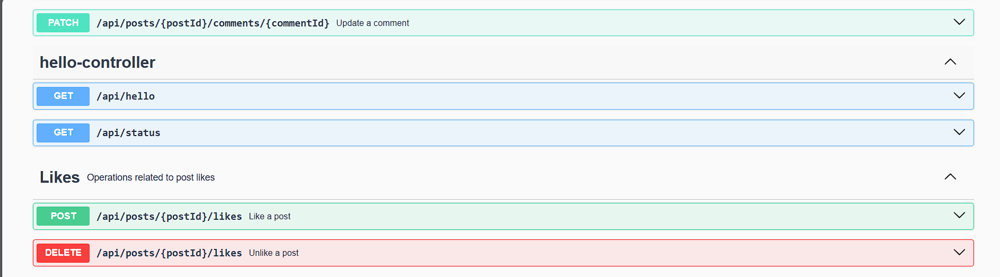 PATCH /api/posts/{postId}/comments/{commentId} Update a comment
hello-controller
GET /api/hello
GET /api/status
Likes Operations related to post likes
POST /api/posts/{postId}/likes Like a post
DELETE /api/posts/{postId}/likes Unlike a post